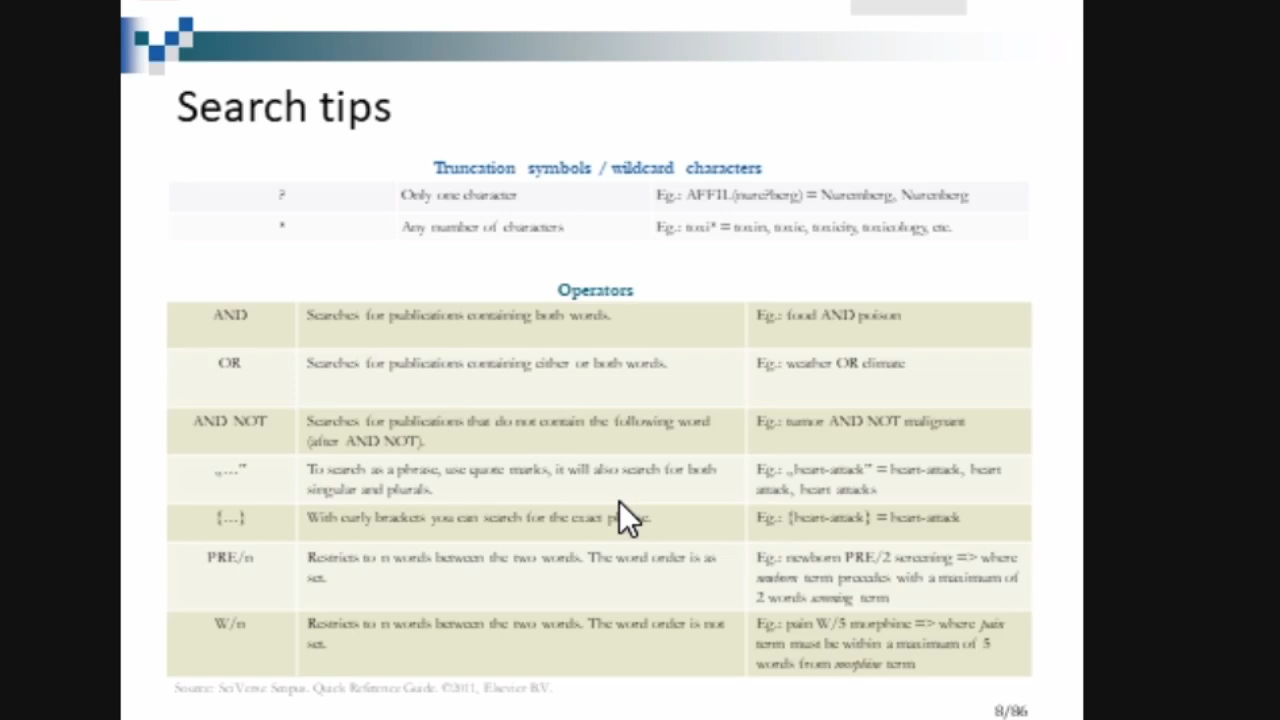 Search tips
Truncation symbols / wildcard characters
? Only one character Eg.: AFFIL(nure?berg) = Nuremberg, Nurenberg
* Any number of characters Eg.: toxi* = toxin, toxic, toxicity, toxicology, etc.
Operators
AND Searches for publications containing both words. Eg.: food AND poison
OR Searches for publications containing either or both words. Eg.: weather OR climate
AND NOT Searches for publications that do not contain the following word
(after AND NOT).
Eg.: tumor AND NOT malignant
„…” To search as a phrase, use quote marks, it will also search for both
singular and plurals.
Eg.: „heart-attack” = heart-attack, heart
attack, heart attacks
{…} With curly brackets you can search for the exact
Eg.: {heart-attack} = heart-attack
PRE/n Restricts to n words between the two words. The word order is as
set.
Eg.: newborn PRE/2 screening => where
newborn term precedes with a maximum of
2 words screening term
W/n Restricts to n words between the two words. The word order is not
set.
Eg.: pain W/5 morphine => where pain
term must be within a maximum of 5
words from morphine term
Source: SciVerse Scopus. Quick Reference Guide. ©2011, Elsevier B.V.
8/86